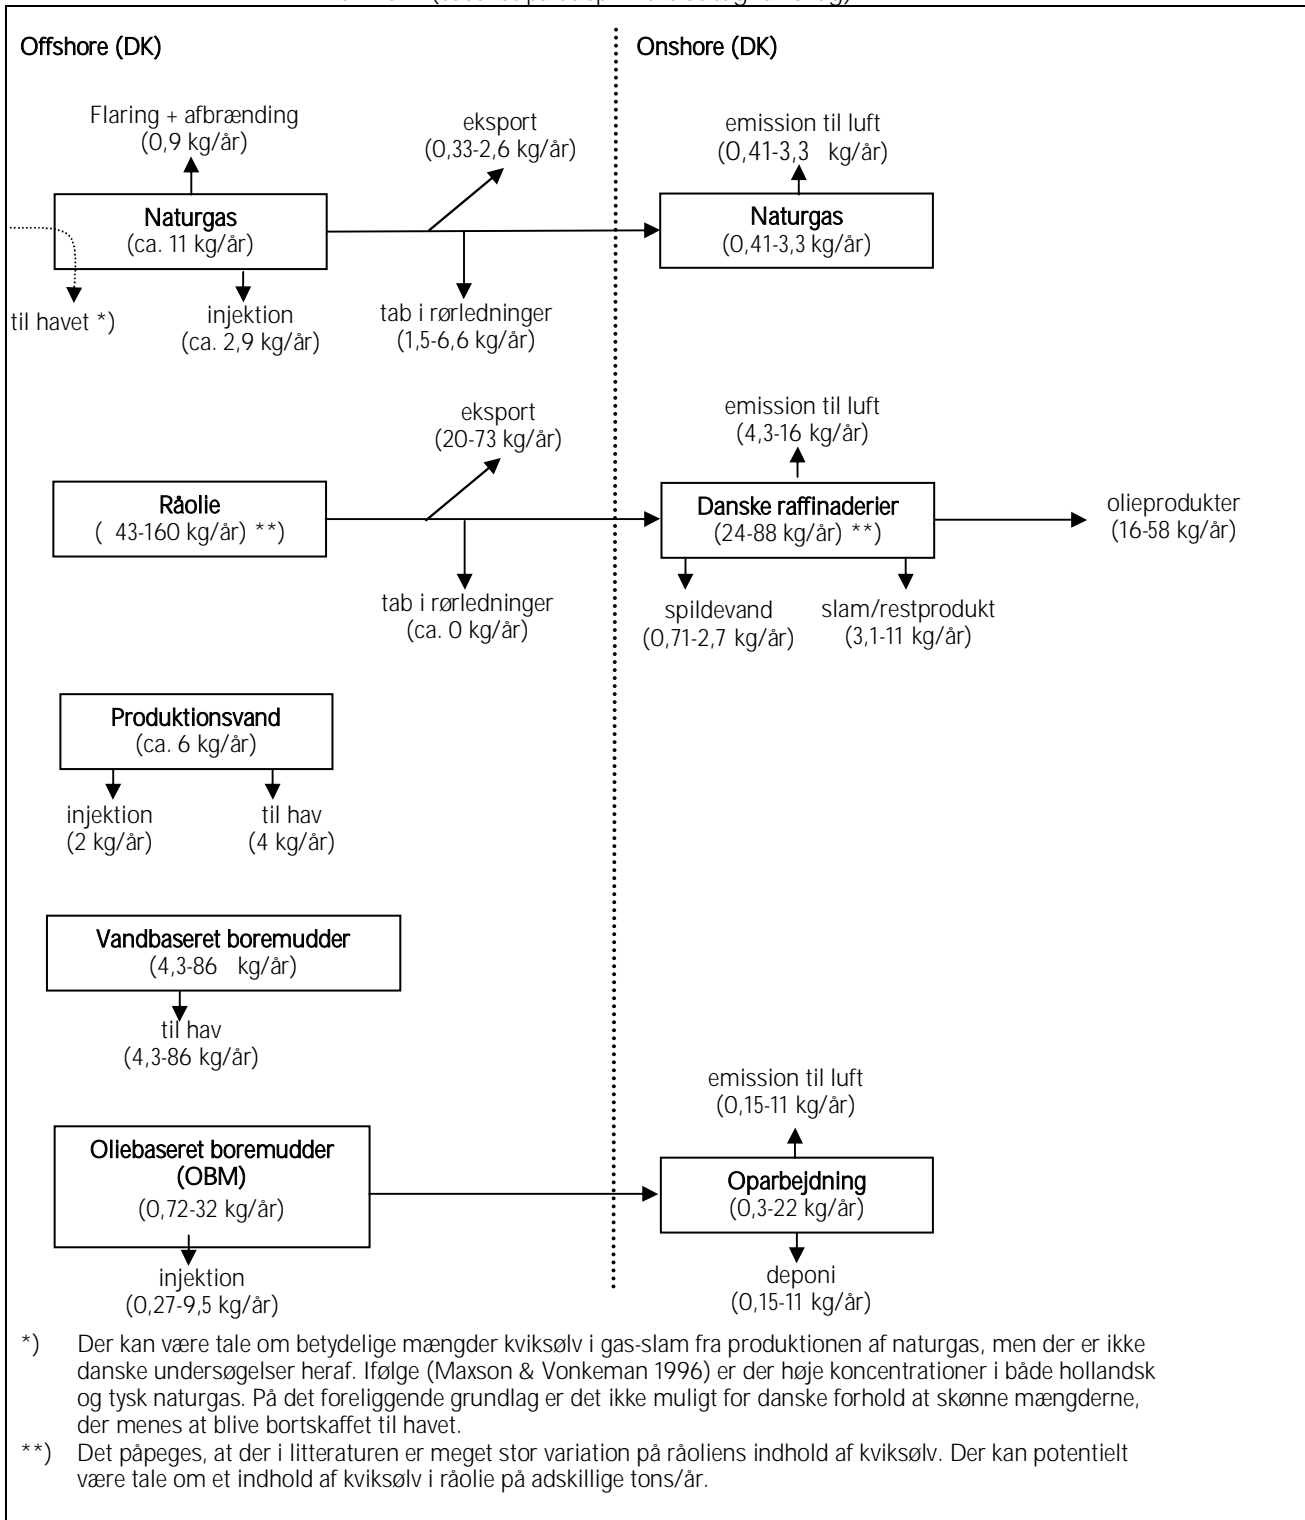 Offshore (DK)
Onshore (DK)
Flaring + afbrænding
(0,9 kg/år)
eksport
(0,33-2,6 kg/år)
emission til luft
(0,41-3,3 kg/år)
Naturgas
(ca. 11 kg/år)
Naturgas
(0,41-3,3 kg/år)
til havet *)
injektion
(ca. 2,9 kg/år)
tab i rørledninger
(1,5-6,6 kg/år)
eksport
(20-73 kg/år)
emission til luft
(4,3-16 kg/år)
Råolie
( 43-160 kg/år) **)
Danske raffinaderier
(24-88 kg/år) **)
olieprodukter
(16-58 kg/år)
tab i rørledninger
(ca. 0 kg/år)
spildevand
(0,71-2,7 kg/år)
slam/restprodukt
(3,1-11 kg/år)
Produktionsvand
(ca. 6 kg/år)
injektion
(2 kg/år)
til hav
(4 kg/år)
Vandbaseret boremudder
(4,3-86 kg/år)
til hav
(4,3-86 kg/år)
emission til luft
(0,15-11 kg/år)
Oliebaseret boremudder
(OBM)
(0,72-32 kg/år)
Oparbejdning
(0,3-22 kg/år)
injektion
(0,27-9,5 kg/år)
deponi
(0,15-11 kg/år)
*) Der kan være tale om betydelige mængder kviksølv i gas-slam fra produktionen af naturgas, men der er ikke
danske undersøgelser heraf. Ifølge (Maxson & Vonkeman 1996) er der høje koncentrationer i både hollandsk
og tysk naturgas. På det foreliggende grundlag er det ikke muligt for danske forhold at skønne mængderne,
der menes at blive bortskaffet til havet.
**) Det påpeges, at der i litteraturen er meget stor variation på råoliens indhold af kviksølv. Der kan potentielt
være tale om et indhold af kviksølv i råolie på adskillige tons/år.